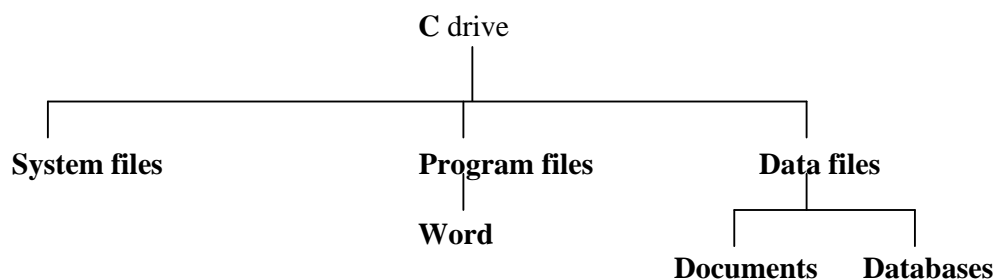 C drive
System files Program files Data files
Word
Documents Databases